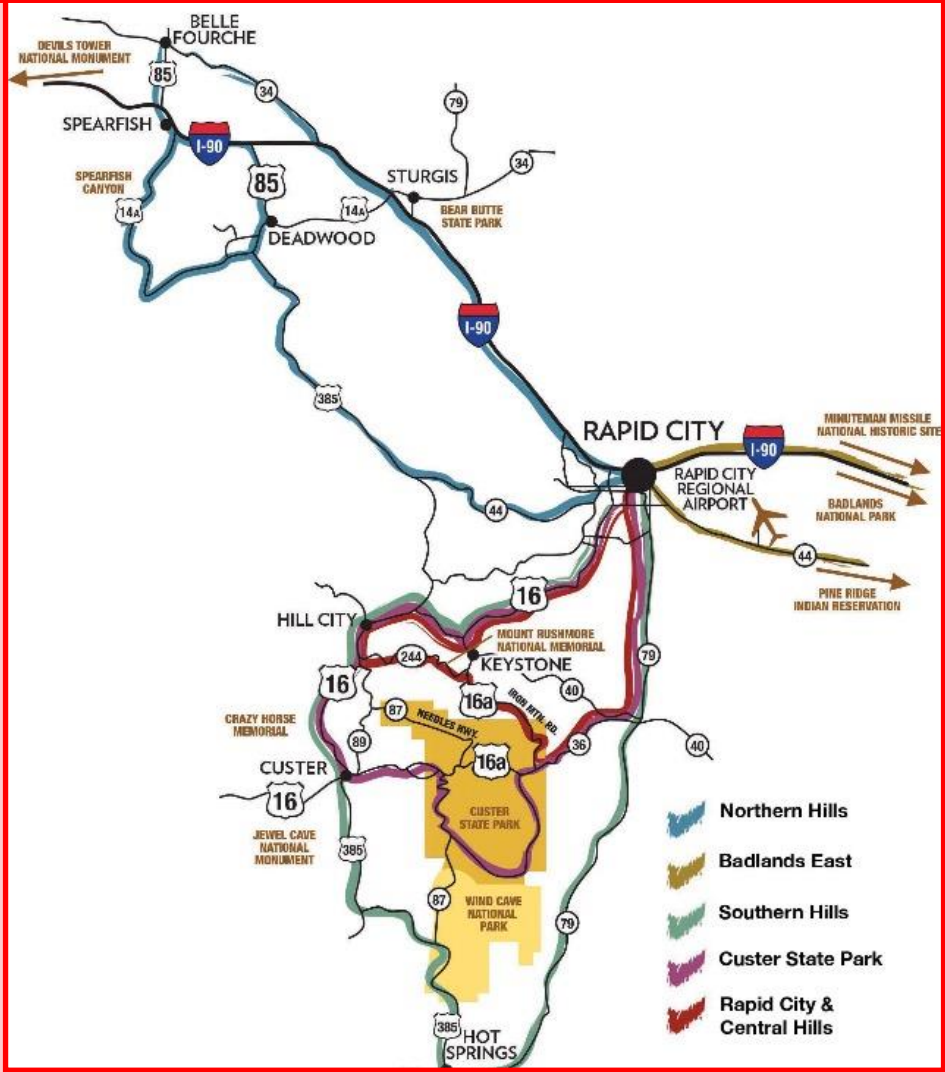 BELLE
FOURCHE
DEVILS TOWER
NATIONAL MONUMENT
85
34
79
SPEARFISH
I-90
34
SPEARFISH
CANYON
85
STURGIS
14A
14A
BEAR BUTTE
STATE PARK
DEADWOOD
I-90
385
RAPID CITY
MINUTEMAN MISSILE
NATIONAL HISTORIC SITE
I-90
RAPID CITY
REGIONAL
AIRPORT
BADLANDS
NATIONAL PARK
44
44
PINE RIDGE
INDIAN RESERVATION
16
HILL CITY
MOUNT RUSHMORE
NATIONAL MEMORIAL
244
KEYSTONE
79
16
16a
40
IRON MTN. RD.
87
NEEDLES HWY.
CRAZY HORSE
MEMORIAL
89
36
40
16a
CUSTER
16
CUSTER
STATE PARK
JEWEL CAVE
NATIONAL
MONUMENT
385
87
WIND CAVE
NATIONAL
PARK
79
385
HOT
SPRINGS
Northern Hills
Badlands East
Southern Hills
Custer State Park
Rapid City &
Central Hills